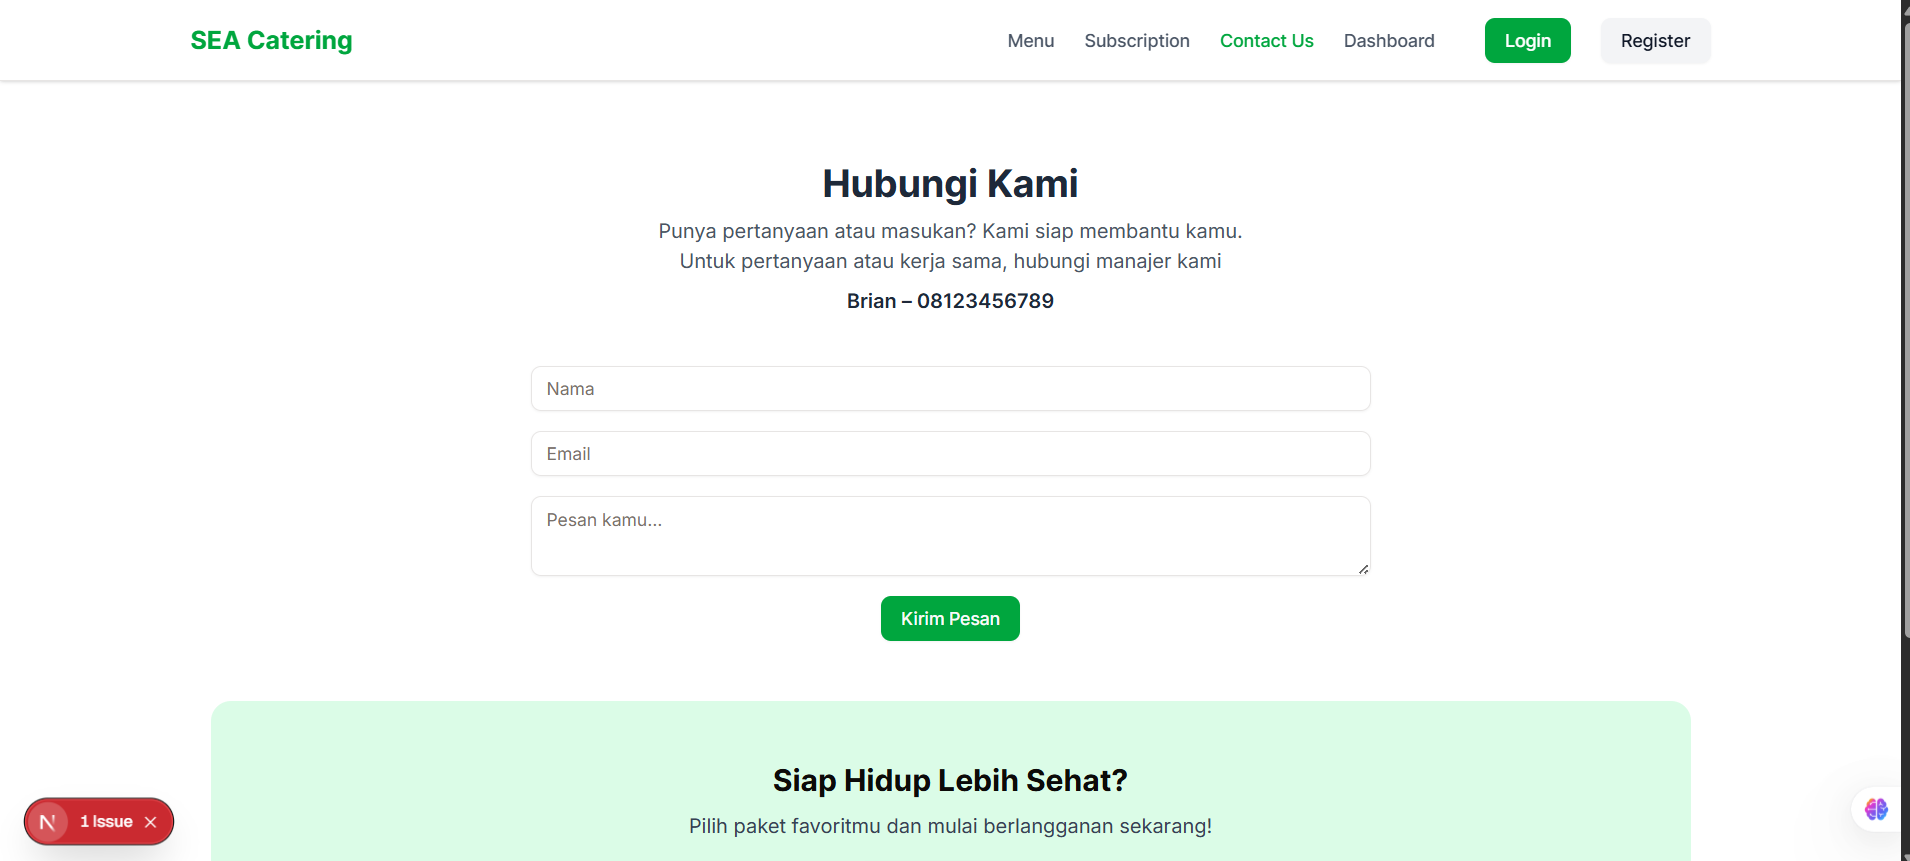 SEA Catering
Menu
Subscription
Contact Us
Dashboard
Login
Register
Hubungi Kami
Punya pertanyaan atau masukan? Kami siap membantu kamu.
Untuk pertanyaan atau kerja sama, hubungi manajer kami
Brian – 08123456789
Nama
Email
Pesan kamu...
Kirim Pesan
Siap Hidup Lebih Sehat?
Pilih paket favoritmu dan mulai berlangganan sekarang!
N
1 Issue